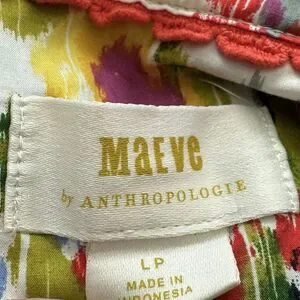 MAEVE
by ANTHROPOLOGIE
LP
MADE IN
INDONESIA